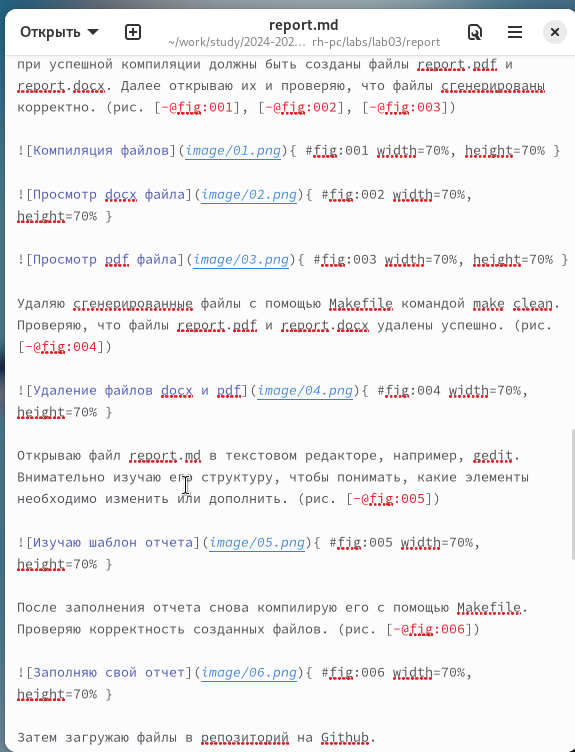 Открыть
report.md
~/work/study/2024-202… rh-pc/labs/lab03/report
при успешной компиляции должны быть созданы файлы report.pdf и
report.docx. Далее открываю их и проверяю, что файлы сгенерированы
корректно. (рис. [-@fig:001], [-@fig:002], [-@fig:003])
![Компиляция файлов](image/01.png){ #fig:001 width=70%, height=70% }
![Просмотр docx файла](image/02.png){ #fig:002 width=70%,
height=70% }
![Просмотр pdf файла](image/03.png){ #fig:003 width=70%, height=70% }
Удаляю сгенерированные файлы с помощью Makefile командой make clean.
Проверяю, что файлы report.pdf и report.docx удалены успешно. (рис.
[-@fig:004])
![Удаление файлов docx и pdf](image/04.png){ #fig:004 width=70%,
height=70% }
Открываю файл report.md в текстовом редакторе, например, gedit.
Внимательно изучаю его структуру, чтобы понимать, какие элементы
необходимо изменить или дополнить. (рис. [-@fig:005])
![Изучаю шаблон отчета](image/05.png){ #fig:005 width=70%,
height=70% }
После заполнения отчета снова компилирую его с помощью Makefile.
Проверяю корректность созданных файлов. (рис. [-@fig:006])
![Заполняю свой отчет](image/06.png){ #fig:006 width=70%,
height=70% }
Затем загружаю файлы в репозиторий на Github.